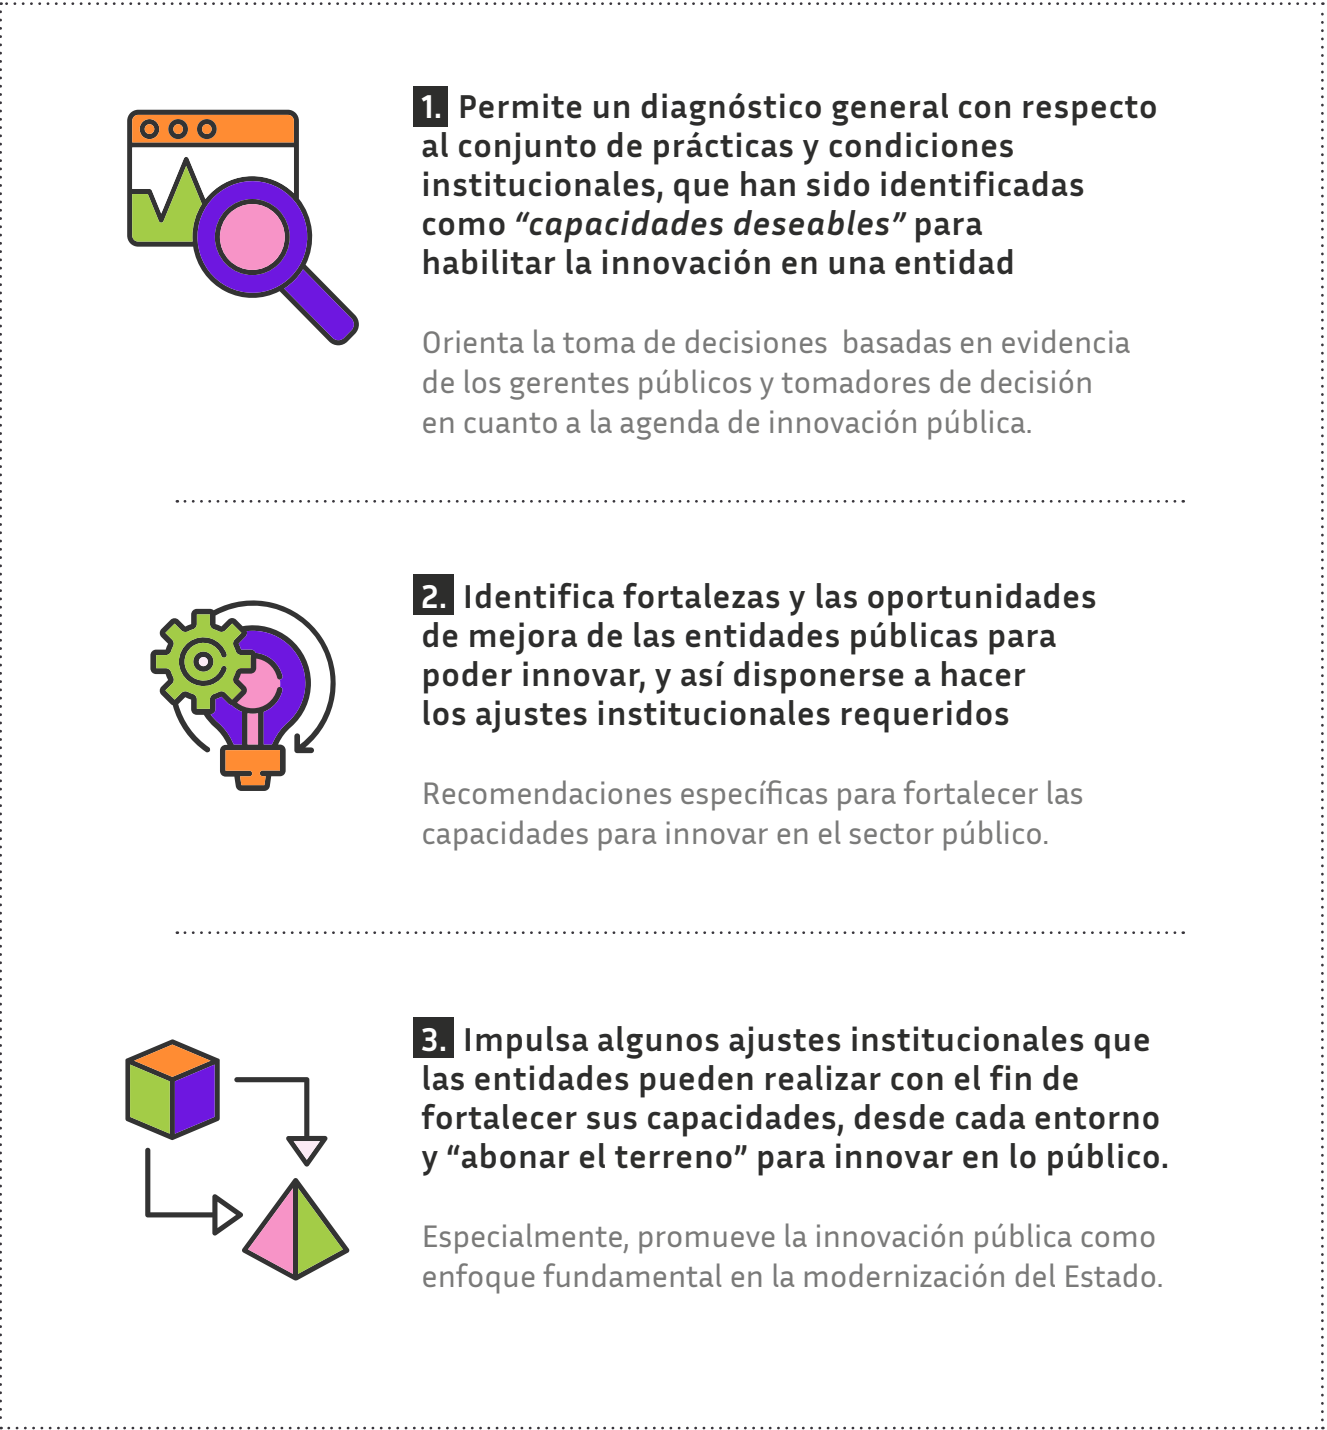 1. Permite un diagnóstico general con respecto
al conjunto de prácticas y condiciones
institucionales, que han sido identificadas
como “capacidades deseables” para
habilitar la innovación en una entidad
Orienta la toma de decisiones  basadas en evidencia
de los gerentes públicos y tomadores de decisión
en cuanto a la agenda de innovación pública.
2. Identifica fortalezas y las oportunidades
de mejora de las entidades públicas para
poder innovar, y así disponerse a hacer
los ajustes institucionales requeridos
Recomendaciones específicas para fortalecer las
capacidades para innovar en el sector público.
3. Impulsa algunos ajustes institucionales que
las entidades pueden realizar con el fin de
fortalecer sus capacidades, desde cada entorno
y “abonar el terreno” para innovar en lo público.
Especialmente, promueve la innovación pública como
enfoque fundamental en la modernización del Estado.